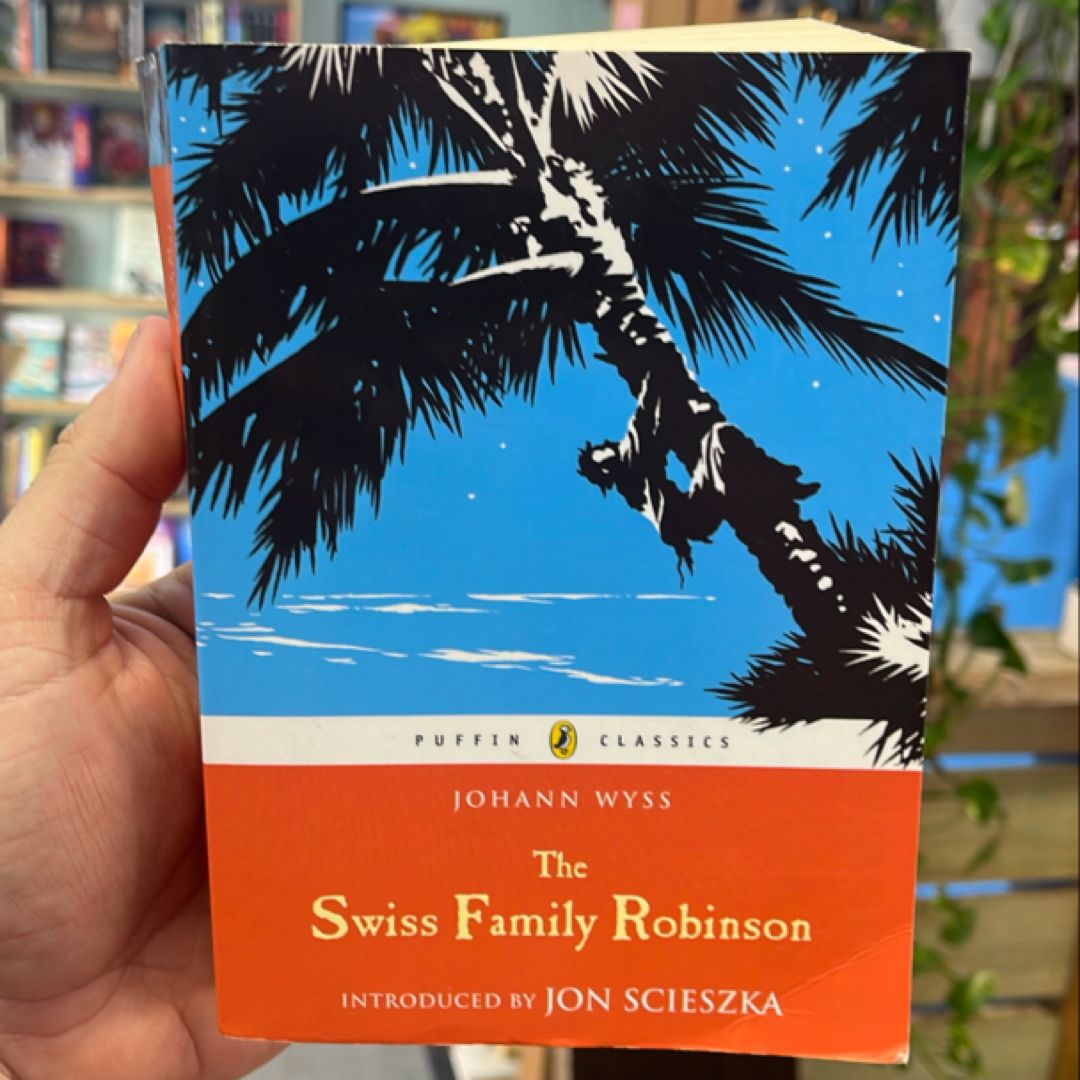 PUFFIN CLASSICS
JOHANN WYSS
The
Swiss Family Robinson
INTRODUCED BY JON SCIESZKA